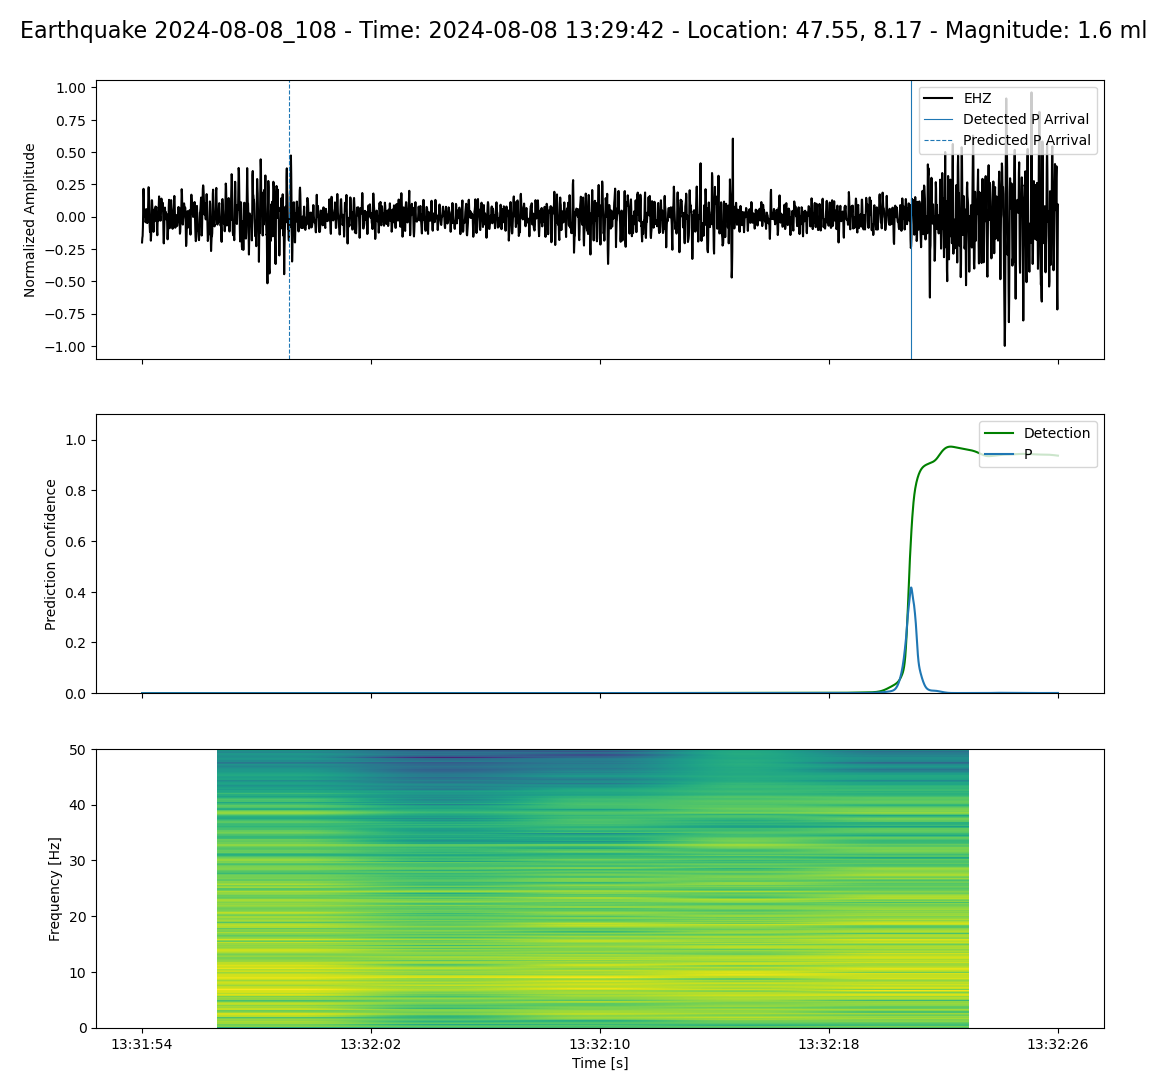 Earthquake 2024-08-08_108 - Time: 2024-08-08 13:29:42 - Location: 47.55, 8.17 - Magnitude: 1.6 ml
Normalized Amplitude
1.00
0.75
0.50
0.25
0.00
−0.25
−0.50
−0.75
−1.00
EHZ
Detected P Arrival
Predicted P Arrival
Prediction Confidence
1.0
0.8
0.6
0.4
0.2
0.0
Detection
P
Frequency [Hz]
50
40
30
20
10
0
13:31:54 13:32:02 13:32:10 13:32:18 13:32:26
Time [s]